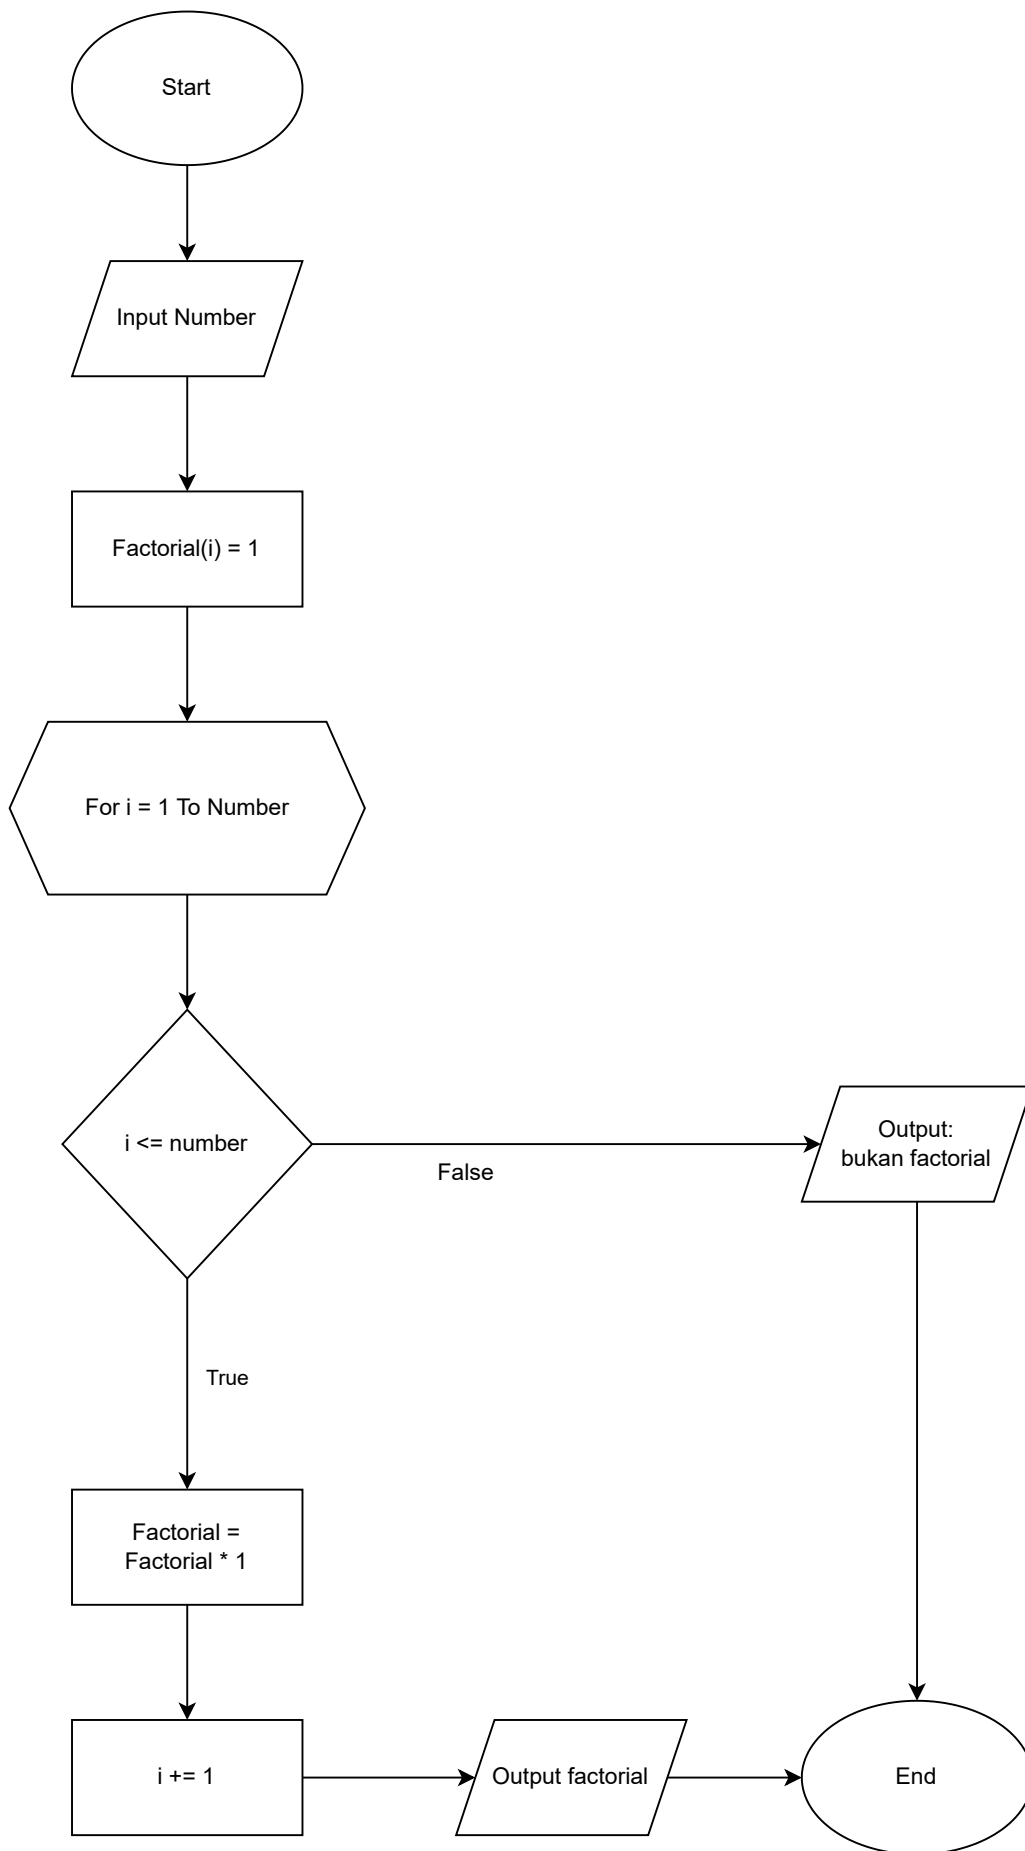 Start
Input Number
Factorial(i) = 1
For i = 1 To Number
i <= number
False
Output:
bukan factorial
True
Factorial =
Factorial * 1
i += 1
Output factorial
End